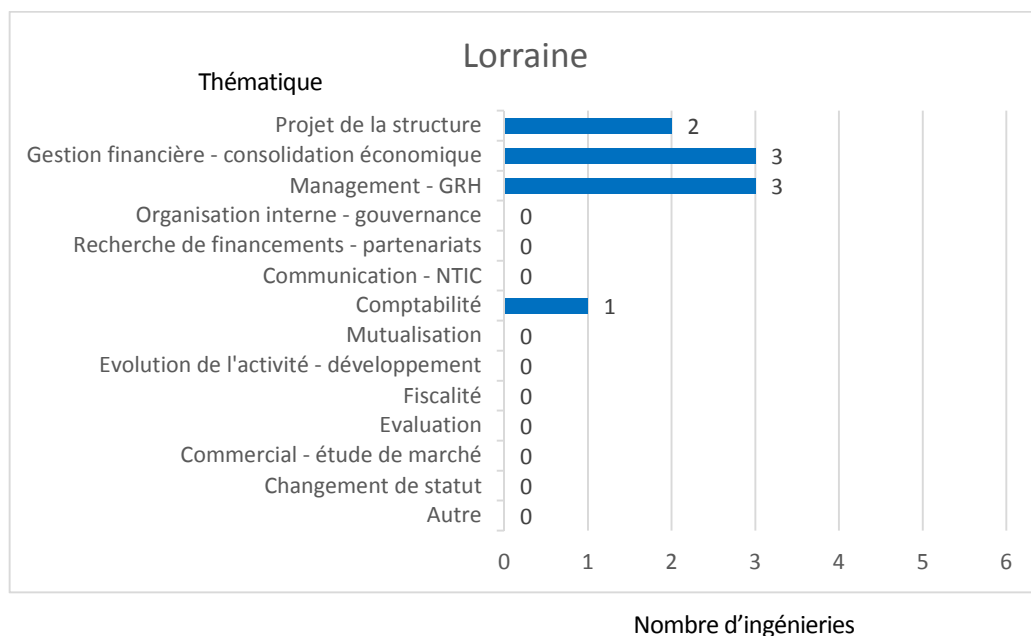 Lorraine
Thématique
Projet de la structure 2
Gestion financière - consolidation économique 3
Management - GRH 3
Organisation interne - gouvernance 0
Recherche de financements - partenariats 0
Communication - NTIC 0
Comptabilité 1
Mutualisation 0
Evolution de l'activité - développement 0
Fiscalité 0
Evaluation 0
Commercial - étude de marché 0
Changement de statut 0
Autre 0
0 1 2 3 4 5 6
Nombre d’ingénieries